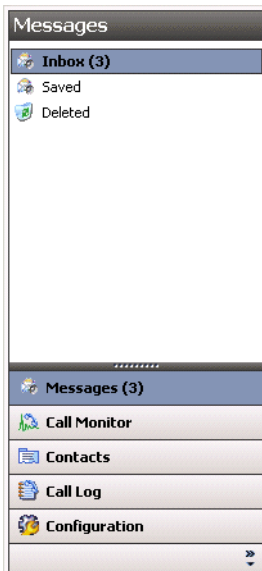 Messages
Inbox (3)
Saved
Deleted
Messages (3)
Call Monitor
Contacts
Call Log
Configuration